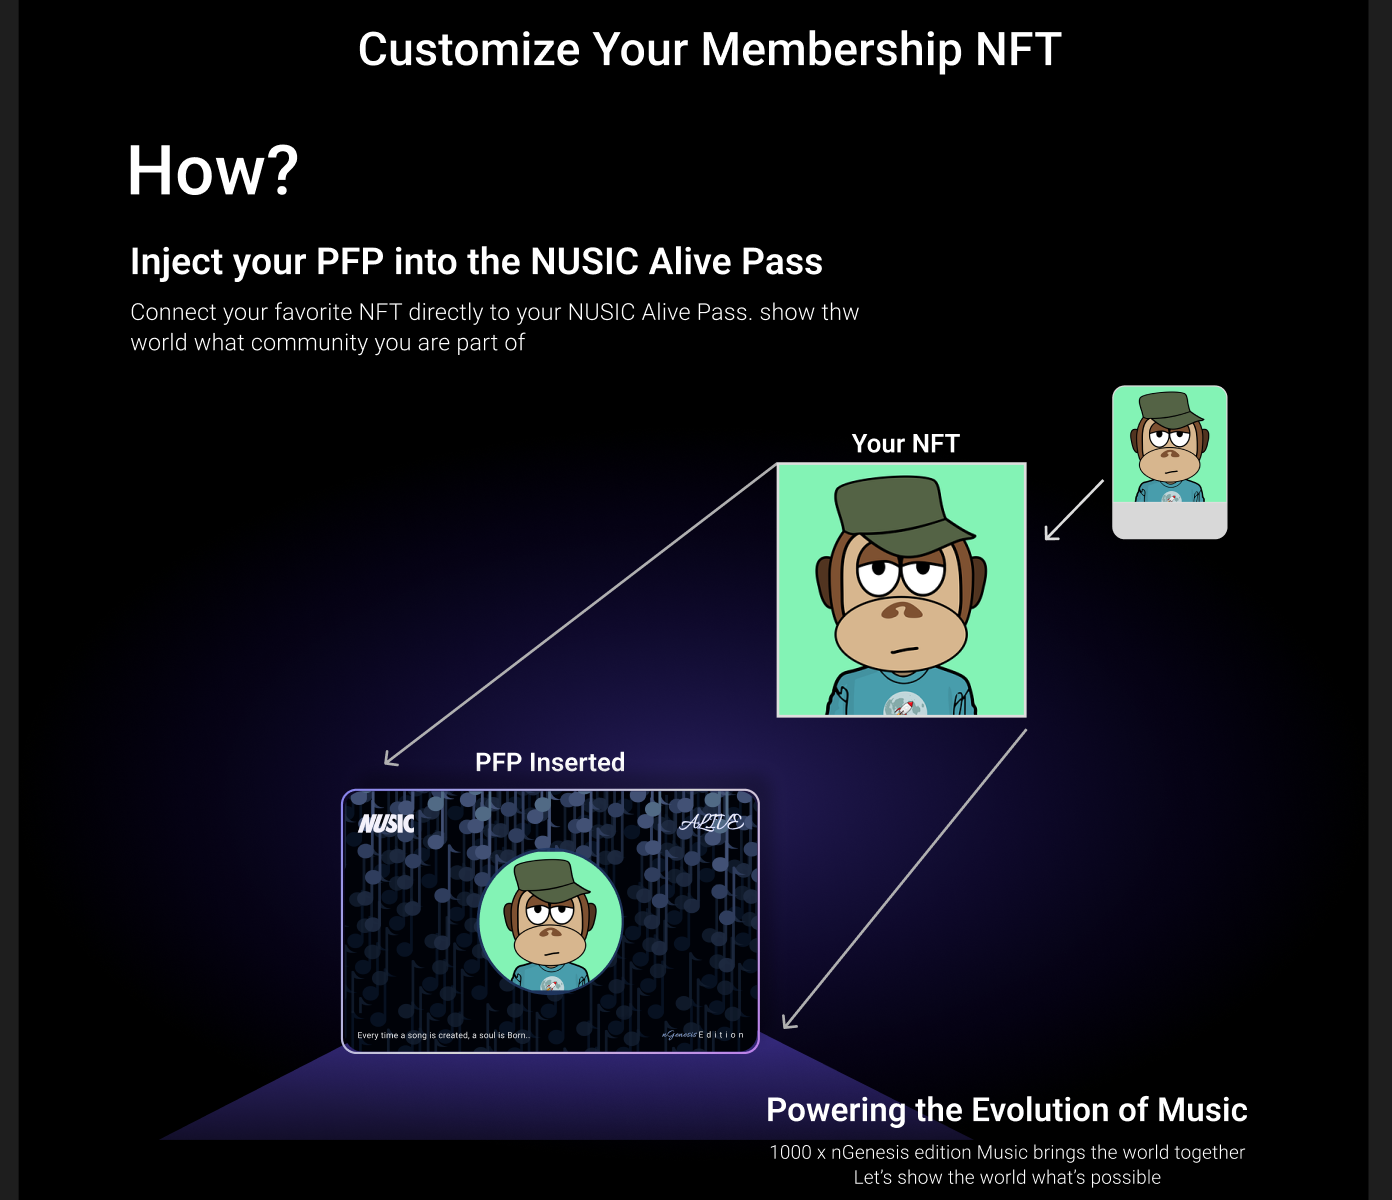 Customize Your Membership NFT
How?
Inject your PFP into the NUSIC Alive Pass
Connect your favorite NFT directly to your NUSIC Alive Pass. show thw
world what community you are part of
Your NFT
PFP Inserted
NUSIC
ALIVE
Every time a song is created, a soul is Born..
nGenesis Edition
Powering the Evolution of Music
1000 x nGenesis edition Music brings the world together
Let's show the world what's possible